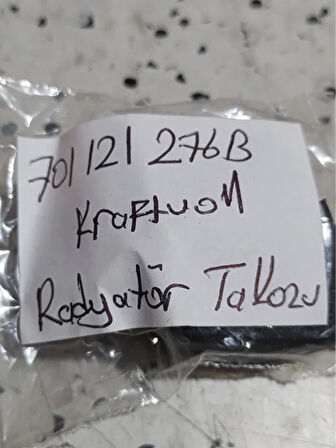 701 121 276B
Kraftvoll
Radyatör Takozu